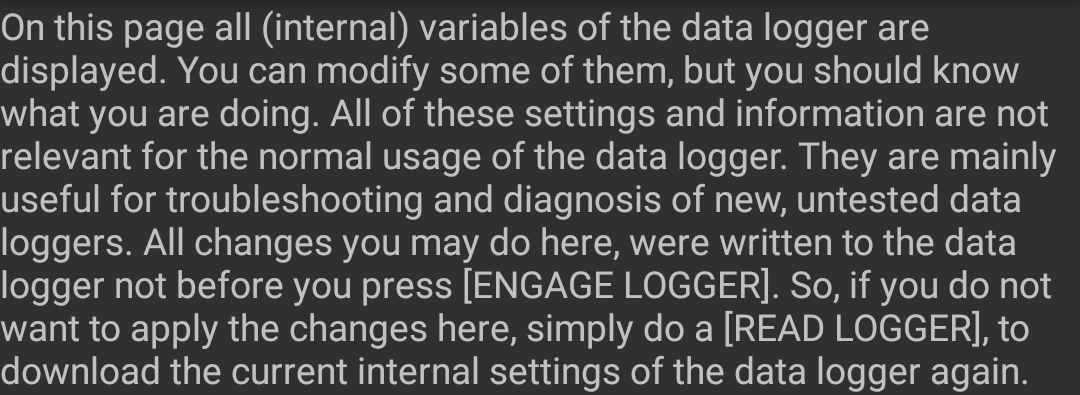 On this page all (internal) variables of the data logger are
displayed. You can modify some of them, but you should know
what you are doing. All of these settings and information are not
relevant for the normal usage of the data logger. They are mainly
useful for troubleshooting and diagnosis of new, untested data
loggers. All changes you may do here, were written to the data
logger not before you press [ENGAGE LOGGER]. So, if you do not
want to apply the changes here, simply do a [READ LOGGER], to
download the current internal settings of the data logger again.